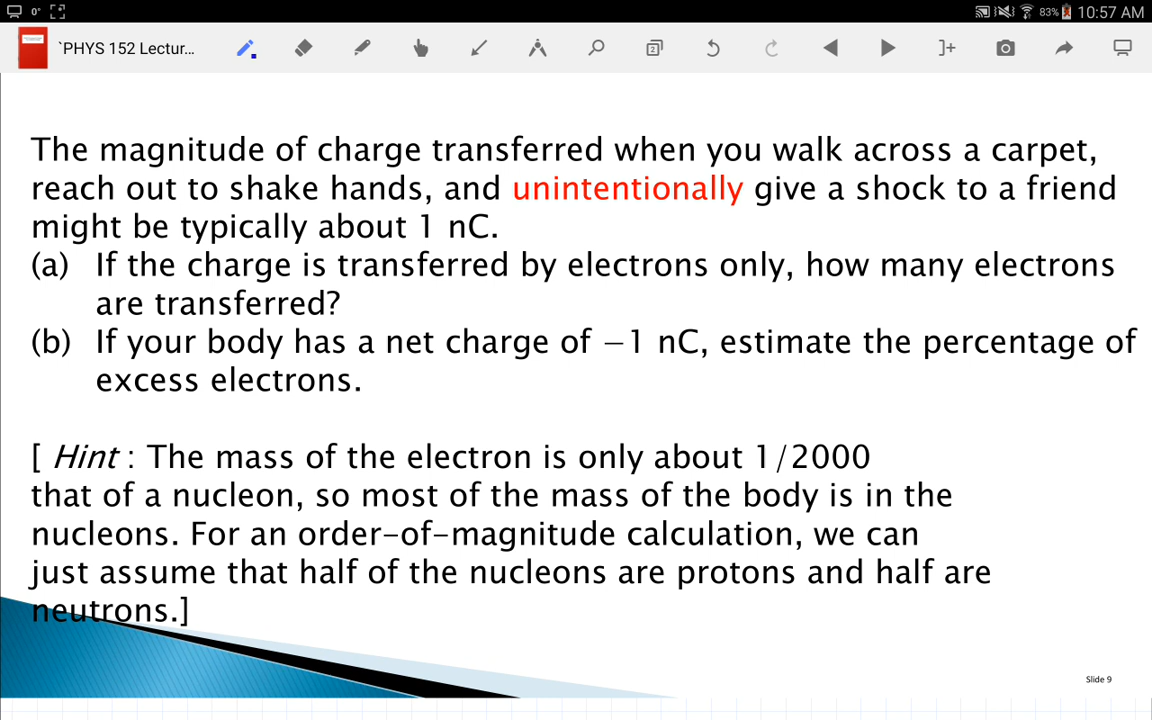 0°
83% 10:57 AM
`PHYS 152 Lectur...
2
The magnitude of charge transferred when you walk across a carpet,
reach out to shake hands, and unintentionally give a shock to a friend
might be typically about 1 nC.
(a) If the charge is transferred by electrons only, how many electrons
are transferred?
(b) If your body has a net charge of −1 nC, estimate the percentage of
excess electrons.
[ Hint : The mass of the electron is only about 1/2000
that of a nucleon, so most of the mass of the body is in the
nucleons. For an order-of-magnitude calculation, we can
just assume that half of the nucleons are protons and half are
neutrons.]
Slide 9